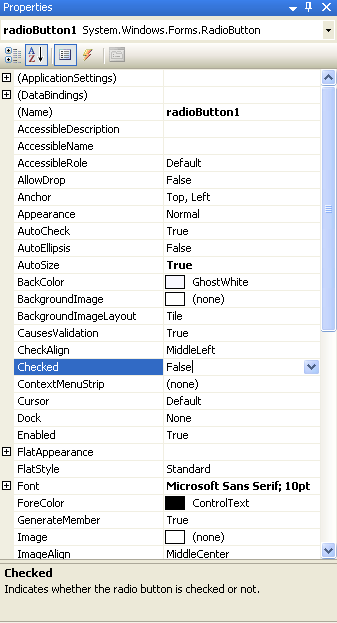 Properties
radioButton1 System.Windows.Forms.RadioButton
(ApplicationSettings)
(DataBindings)
(Name) radioButton1
AccessibleDescription
AccessibleName
AccessibleRole Default
AllowDrop False
Anchor Top, Left
Appearance Normal
AutoCheck True
AutoEllipsis False
AutoSize True
BackColor GhostWhite
BackgroundImage (none)
BackgroundImageLayout Tile
CausesValidation True
CheckAlign MiddleLeft
Checked False
ContextMenuStrip (none)
Cursor Default
Dock None
Enabled True
FlatAppearance
FlatStyle Standard
Font Microsoft Sans Serif; 10pt
ForeColor ControlText
GenerateMember True
Image (none)
ImageAlign MiddleCenter
Checked
Indicates whether the radio button is checked or not.